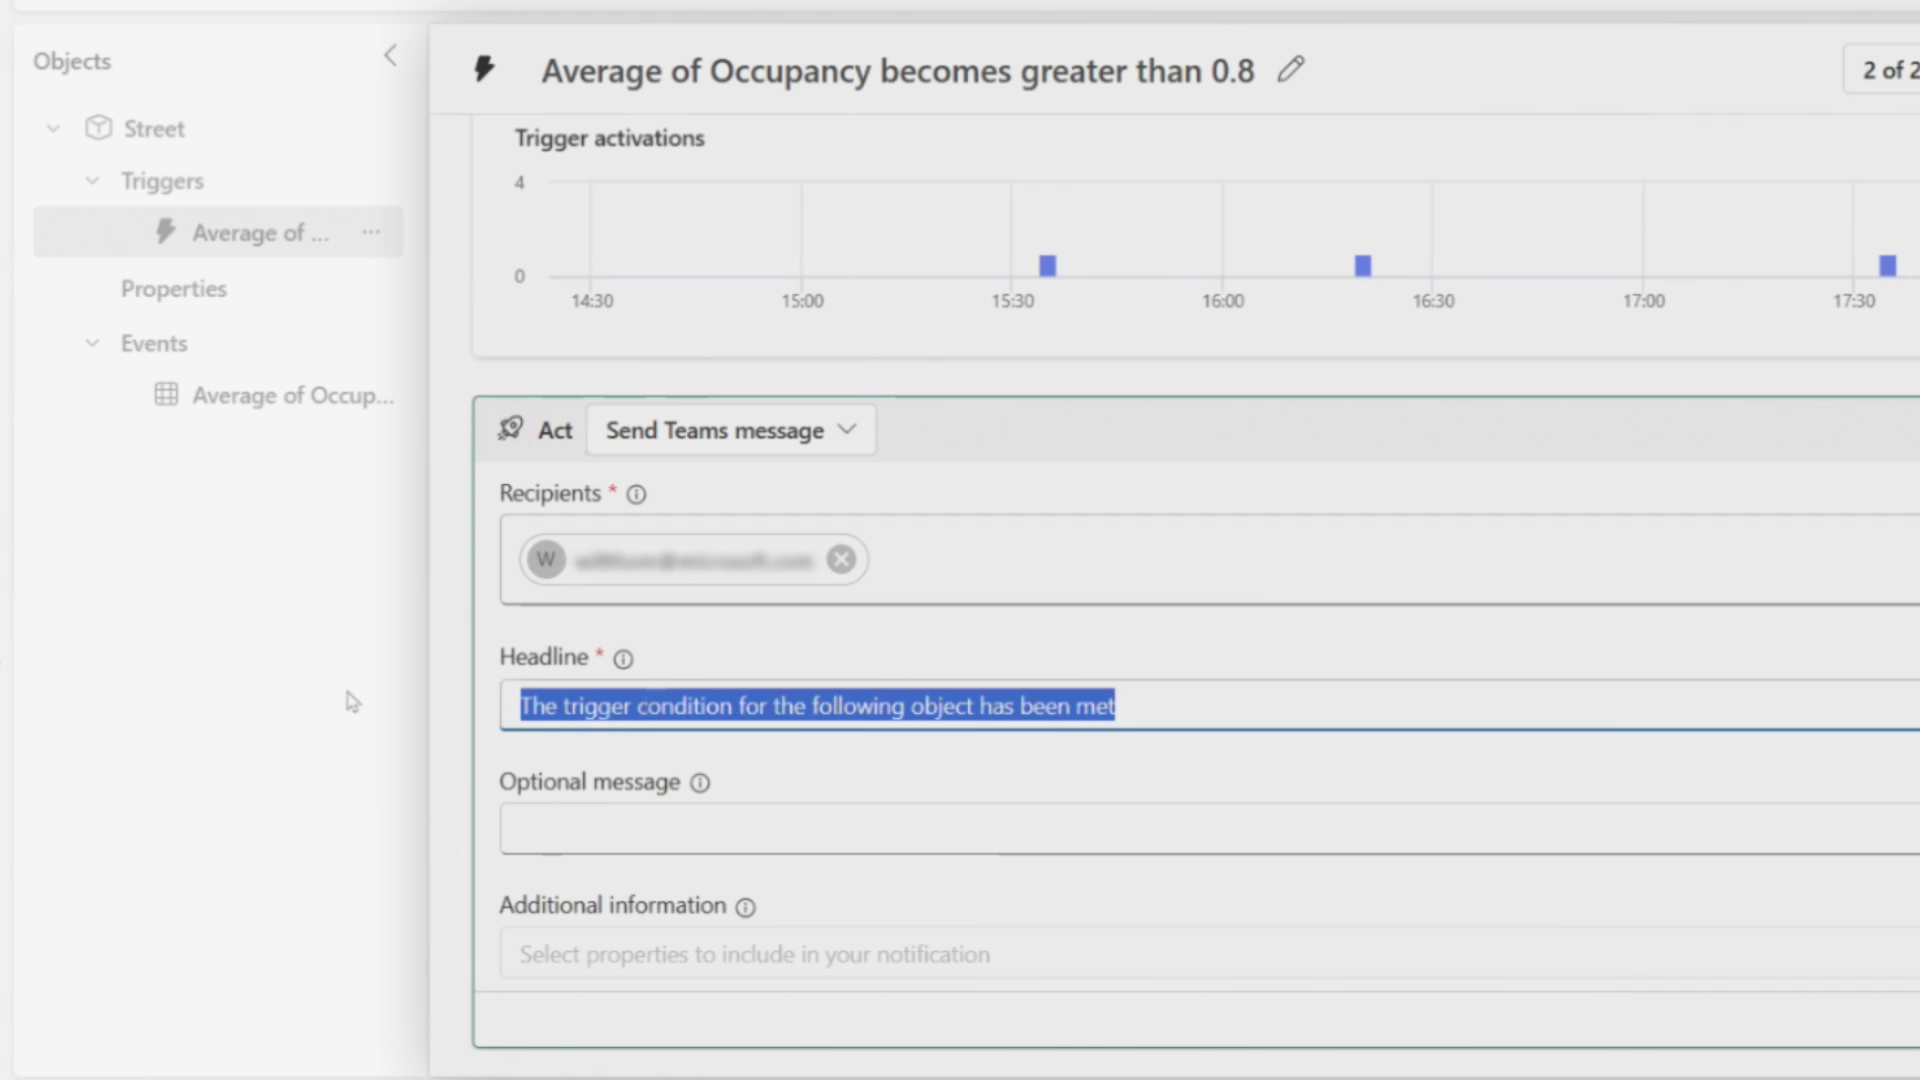 Objects
Street
Triggers
Average of ...
Properties
Events
Average of Occup...
Average of Occupancy becomes greater than 0.8
2 of 2
Trigger activations
4
0
14:30 15:00 15:30 16:00 16:30 17:00 17:30
Act Send Teams message
Recipients *
W
Headline *
The trigger condition for the following object has been met
Optional message
Additional information
Select properties to include in your notification